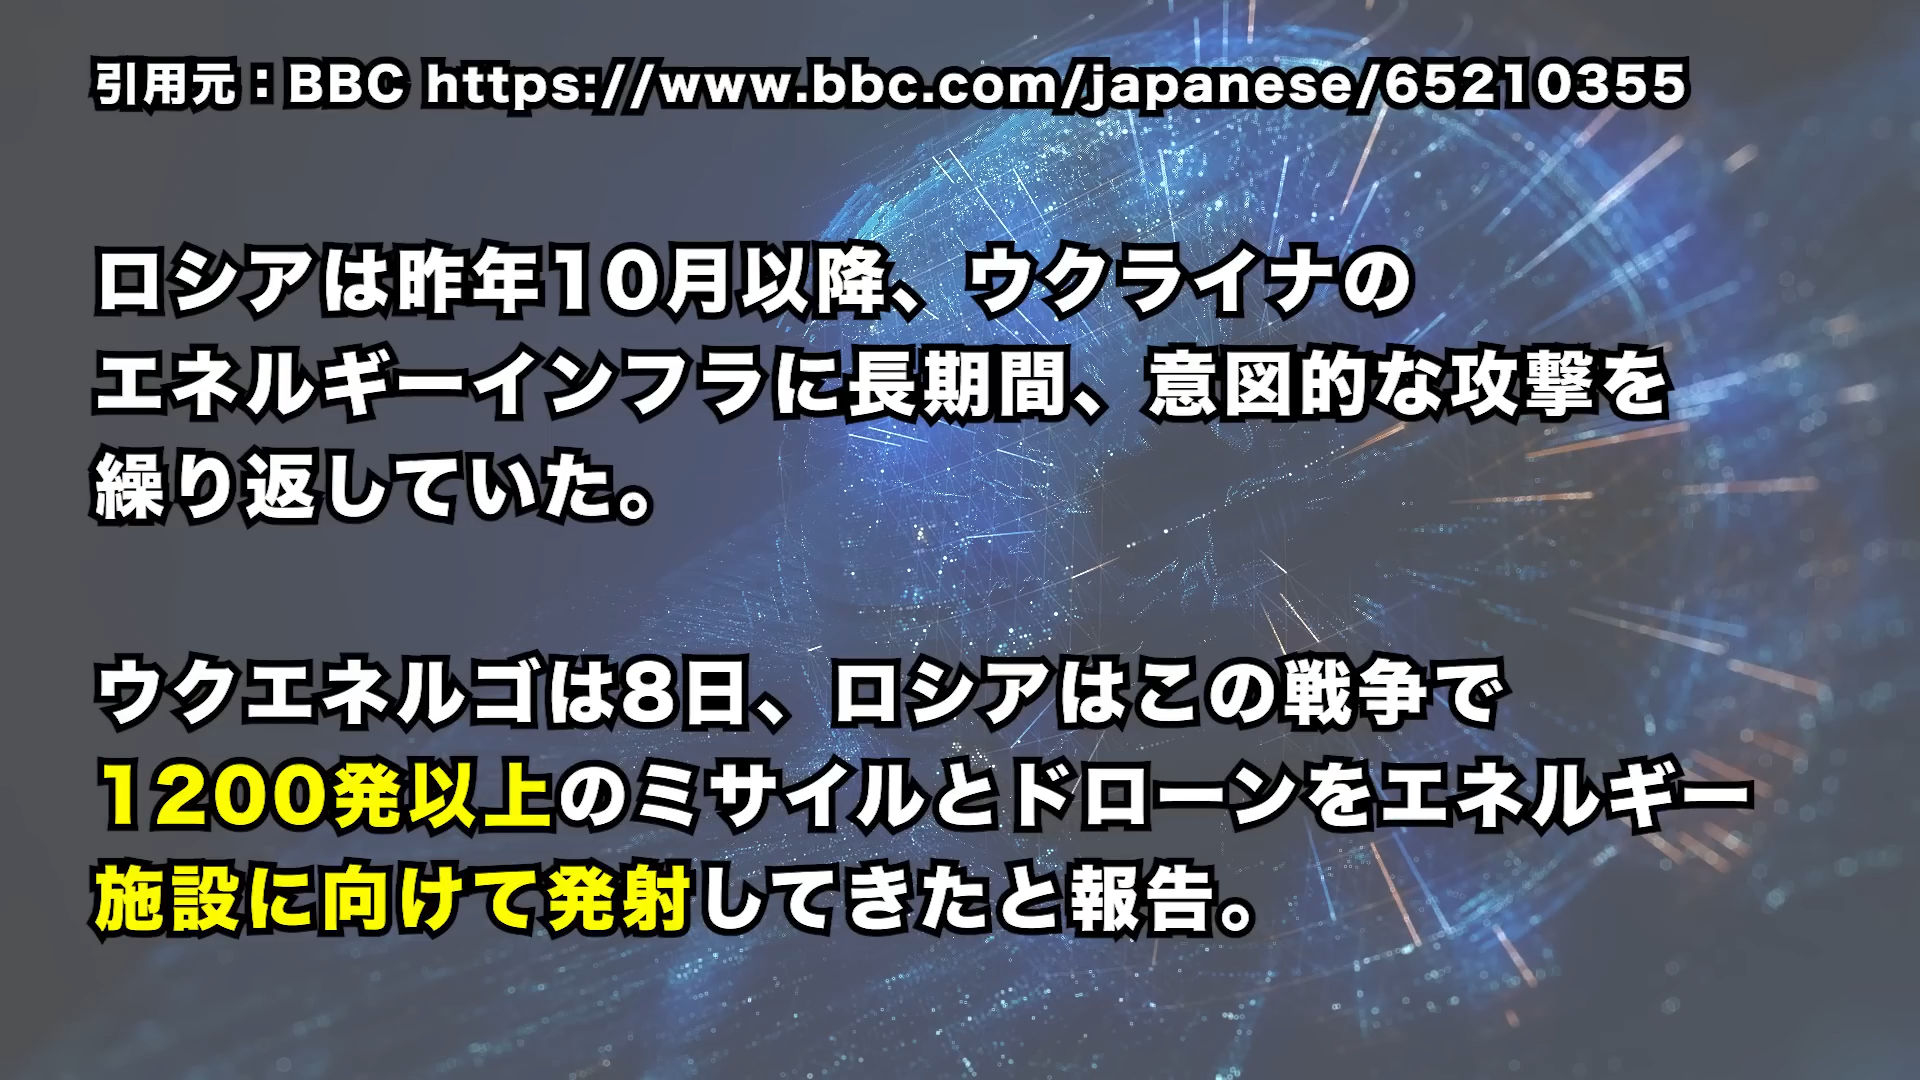 引用元：BBC https://www.bbc.com/japanese/65210355
ロシアは昨年10月以降、ウクライナの
エネルギーインフラに長期間、意図的な攻撃を
繰り返していた。
ウクエネルゴは8日、ロシアはこの戦争で
1200発以上のミサイルとドローンをエネルギー
施設に向けて発射してきたと報告。